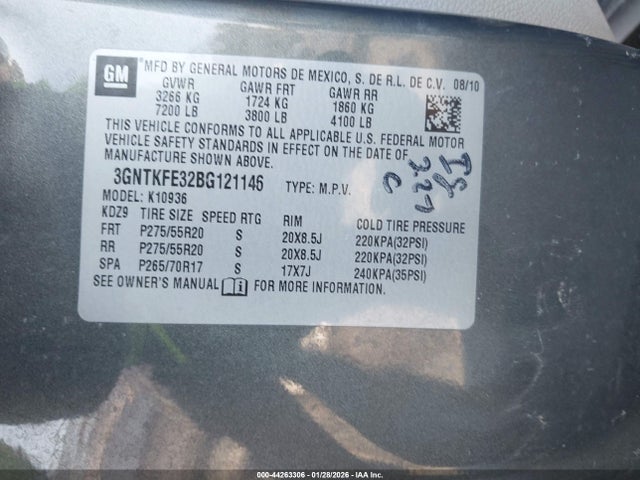 GM
MFD BY GENERAL MOTORS DE MEXICO, S. DE R.L. DE C.V. 08/10
GVWR GAWR FRT GAWR RR
3266 KG 1724 KG 1860 KG
7200 LB 3800 LB 4100 LB
THIS VEHICLE CONFORMS TO ALL APPLICABLE U.S. FEDERAL MOTOR
VEHICLE SAFETY STANDARDS IN EFFECT ON THE DATE OF
MANUFACTURE SHOWN ABOVE.
3GNTKFE32BG121146 TYPE: M.P.V.
MODEL: K10936
KDZ9 TIRE SIZE SPEED RTG RIM COLD TIRE PRESSURE
FRT P275/55R20 S 20X8.5J 220KPA(32PSI)
RR P275/55R20 S 20X8.5J 220KPA(32PSI)
SPA P265/70R17 S 17X7J 240KPA(35PSI)
SEE OWNER'S MANUAL FOR MORE INFORMATION.
000-44263306 - 01/28/2026 - IAA Inc.